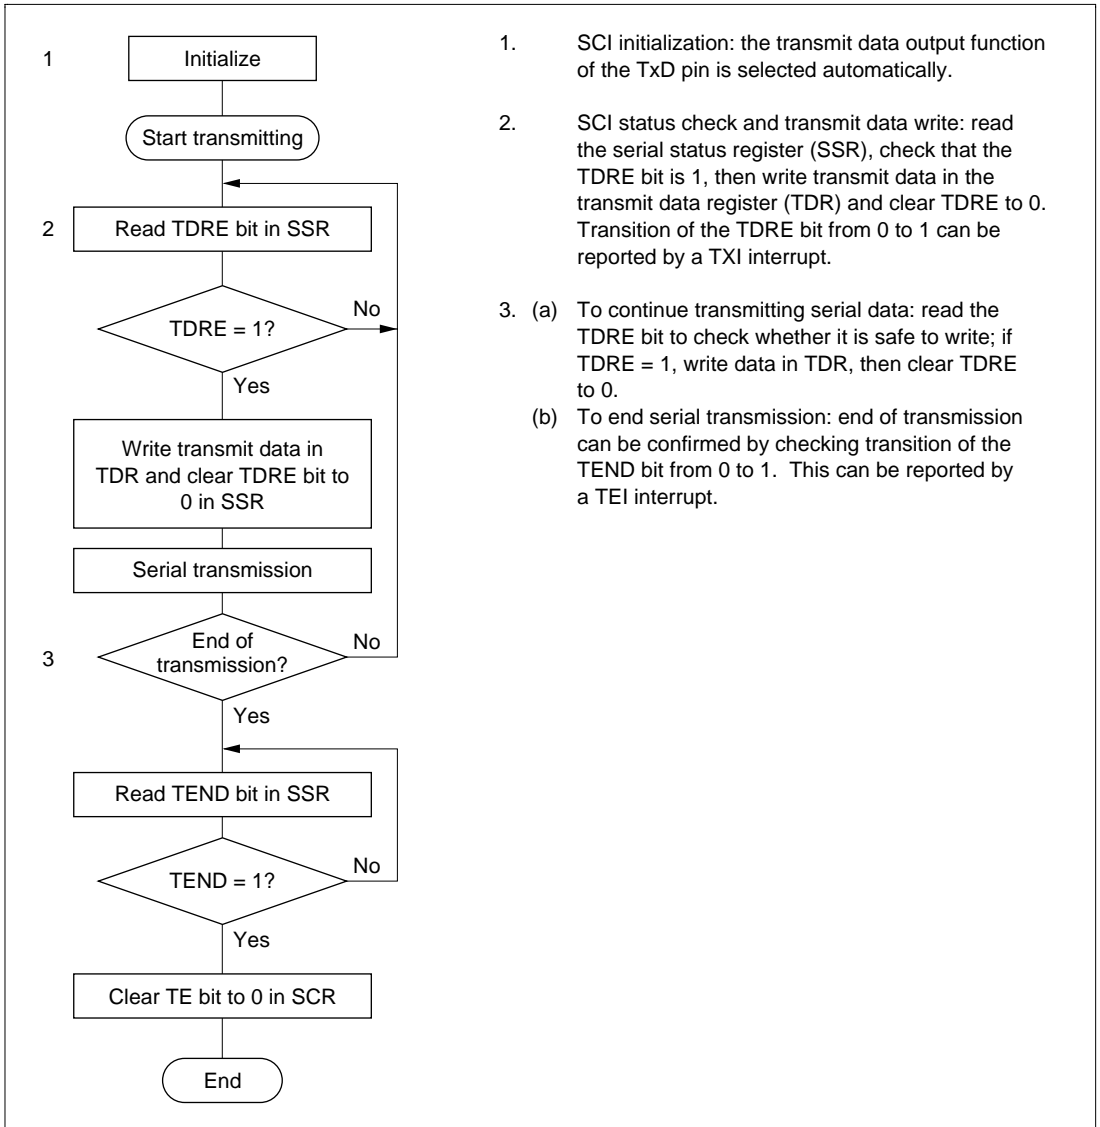 1
Initialize
Start transmitting
2
Read TDRE bit in SSR
TDRE = 1?
No
Yes
Write transmit data in
TDR and clear TDRE bit to
0 in SSR
Serial transmission
3
End of
transmission?
No
Yes
Read TEND bit in SSR
TEND = 1?
No
Yes
Clear TE bit to 0 in SCR
End
1. SCI initialization: the transmit data output function
of the TxD pin is selected automatically.
2. SCI status check and transmit data write: read
the serial status register (SSR), check that the
TDRE bit is 1, then write transmit data in the
transmit data register (TDR) and clear TDRE to 0.
Transition of the TDRE bit from 0 to 1 can be
reported by a TXI interrupt.
3. (a) To continue transmitting serial data: read the
TDRE bit to check whether it is safe to write; if
TDRE = 1, write data in TDR, then clear TDRE
to 0.
(b) To end serial transmission: end of transmission
can be confirmed by checking transition of the
TEND bit from 0 to 1.  This can be reported by
a TEI interrupt.